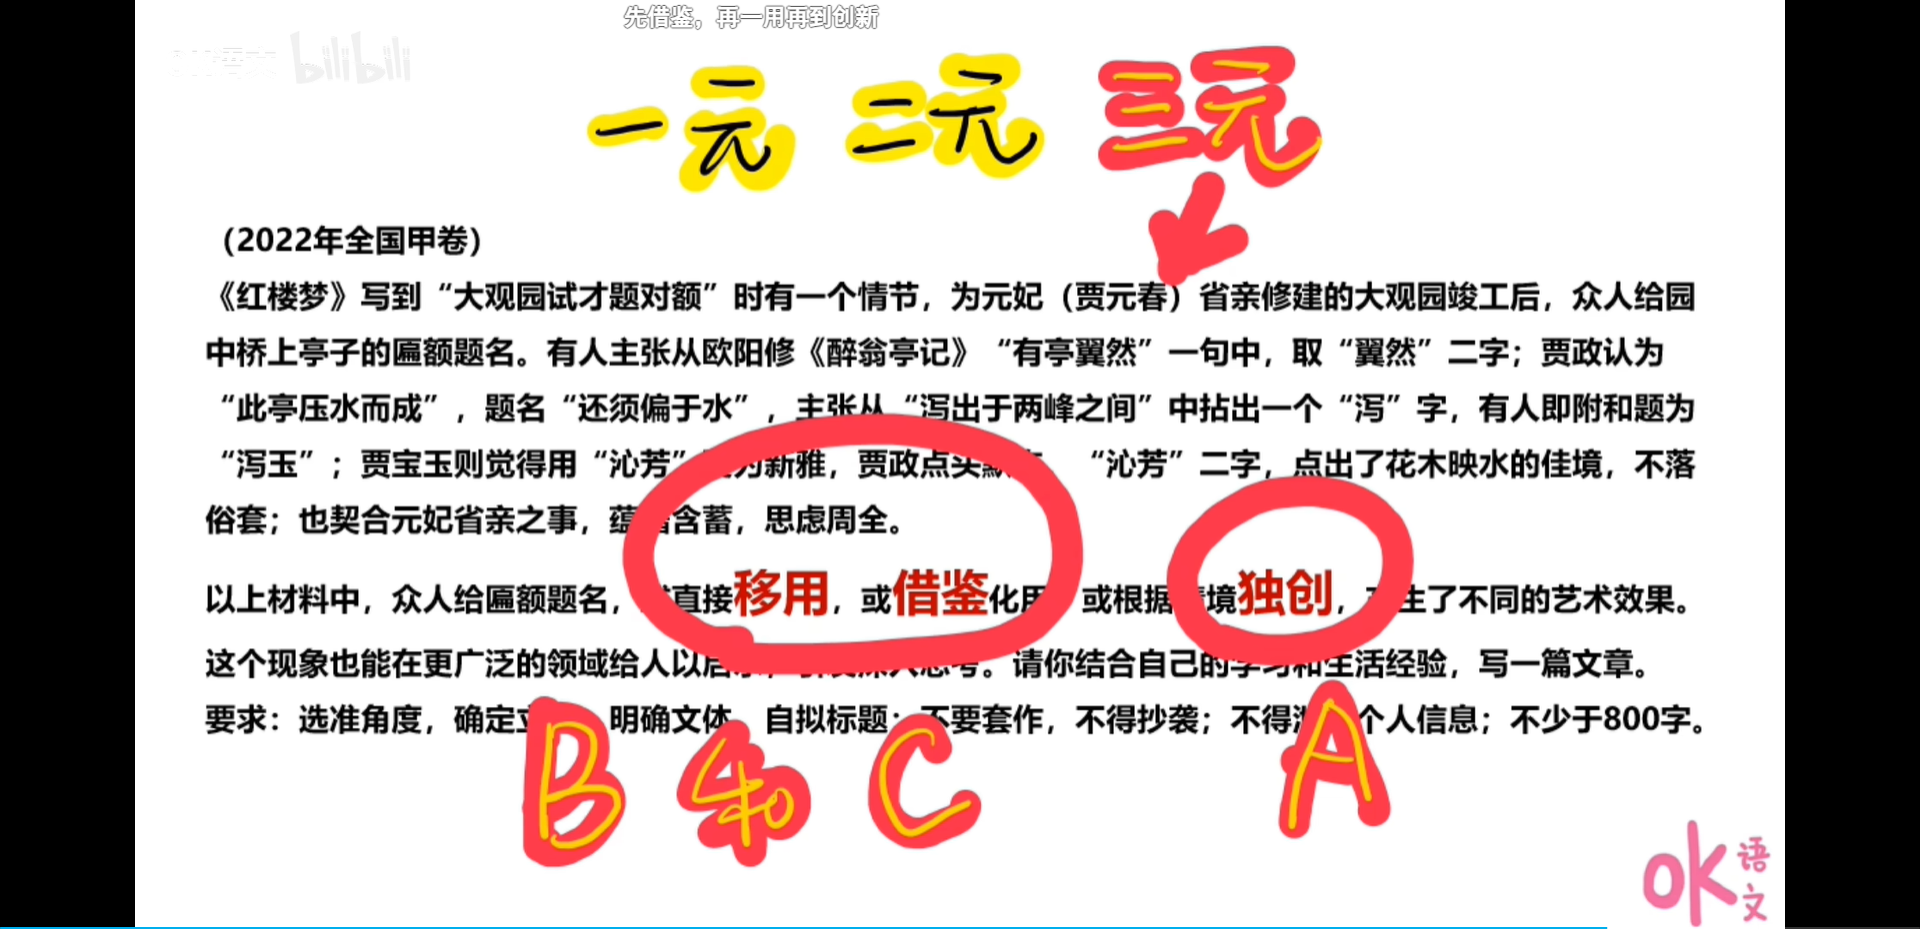 先借鉴，再一用再到创新
bilibili
一元 二元 三元
（2022年全国甲卷）
《红楼梦》写到“大观园试才题对额”时有一个情节，为元妃（贾元春）省亲修建的大观园竣工后，众人给园
中桥上亭子的匾额题名。有人主张从欧阳修《醉翁亭记》“有亭翼然”一句中，取“翼然”二字；贾政认为
“此亭压水而成”，题名“还须偏于水”，主张从“泻出于两峰之间”中拈出一个“泻”字，有人即附和题为
“泻玉”；贾宝玉则觉得用“沁芳”为新雅，贾政点头“沁芳”二字，点出了花木映水的佳境，不落
俗套；也契合元妃省亲之事，蕴含蓄，思虑周全。
以上材料中，众人给匾额题名，直接移用，或借鉴化用或根据境独创，生了不同的艺术效果。
这个现象也能在更广泛的领域给人以启思考。请你结合自己的学习和生活经验，写一篇文章。
要求：选准角度，确定明确文体，自拟标题；不要套作，不得抄袭；不得个人信息；不少于800字。
B和C A
ok语文